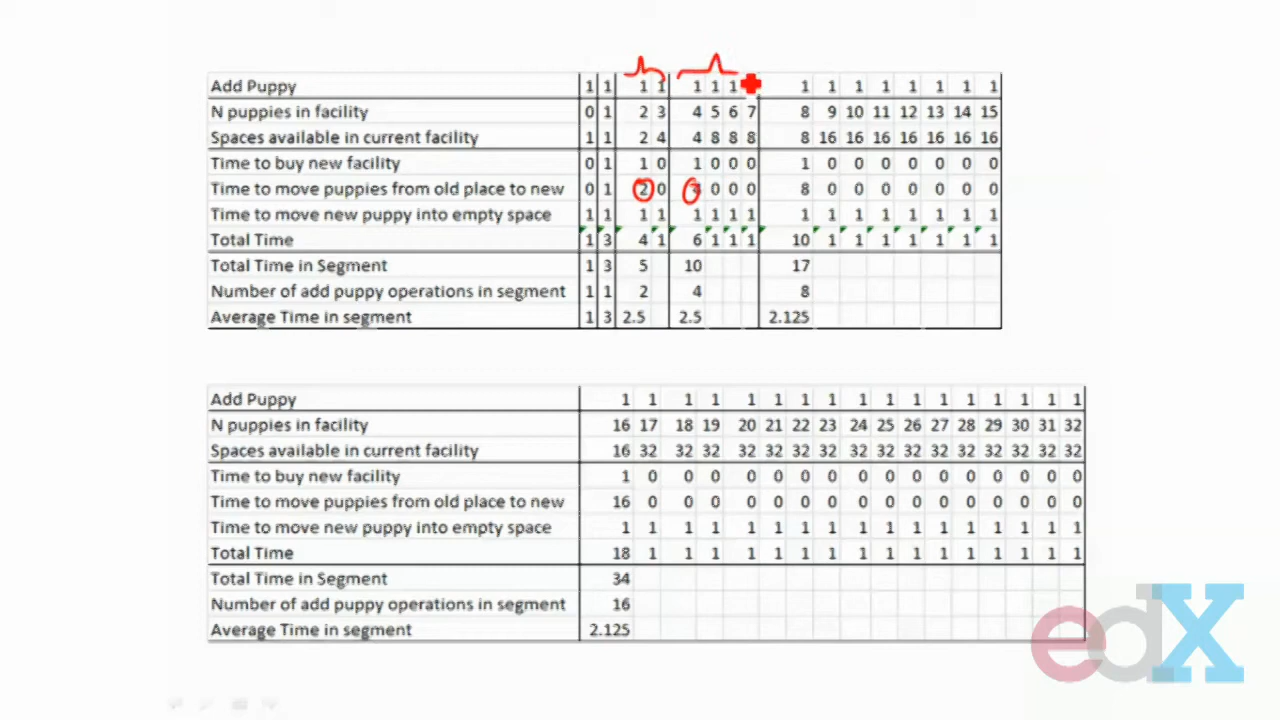 Add Puppy 1 1 1 1 1 1 1 1 1 1 1 1 1 1 1
N puppies in facility 0 1 2 3 4 5 6 7 8 9 10 11 12 13 14 15
Spaces available in current facility 1 1 2 4 4 8 8 8 8 16 16 16 16 16 16 16
Time to buy new facility 0 1 1 0 1 0 0 0 1 0 0 0 0 0 0 0
Time to move puppies from old place to new 0 1 2 0 4 0 0 0 8 0 0 0 0 0 0 0
Time to move new puppy into empty space 1 1 1 1 1 1 1 1 1 1 1 1 1 1 1 1
Total Time 1 3 4 1 6 1 1 1 10 1 1 1 1 1 1 1
Total Time in Segment 1 3 5 10 17
Number of add puppy operations in segment 1 1 2 4 8
Average Time in segment 1 3 2.5 2.5 2.125
Add Puppy 1 1 1 1 1 1 1 1 1 1 1 1 1 1 1 1 1
N puppies in facility 16 17 18 19 20 21 22 23 24 25 26 27 28 29 30 31 32
Spaces available in current facility 16 32 32 32 32 32 32 32 32 32 32 32 32 32 32 32 32
Time to buy new facility 1 0 0 0 0 0 0 0 0 0 0 0 0 0 0 0 0
Time to move puppies from old place to new 16 0 0 0 0 0 0 0 0 0 0 0 0 0 0 0 0
Time to move new puppy into empty space 1 1 1 1 1 1 1 1 1 1 1 1 1 1 1 1 1
Total Time 18 1 1 1 1 1 1 1 1 1 1 1 1 1 1 1 1
Total Time in Segment 34
Number of add puppy operations in segment 16
Average Time in segment 2.125
edX